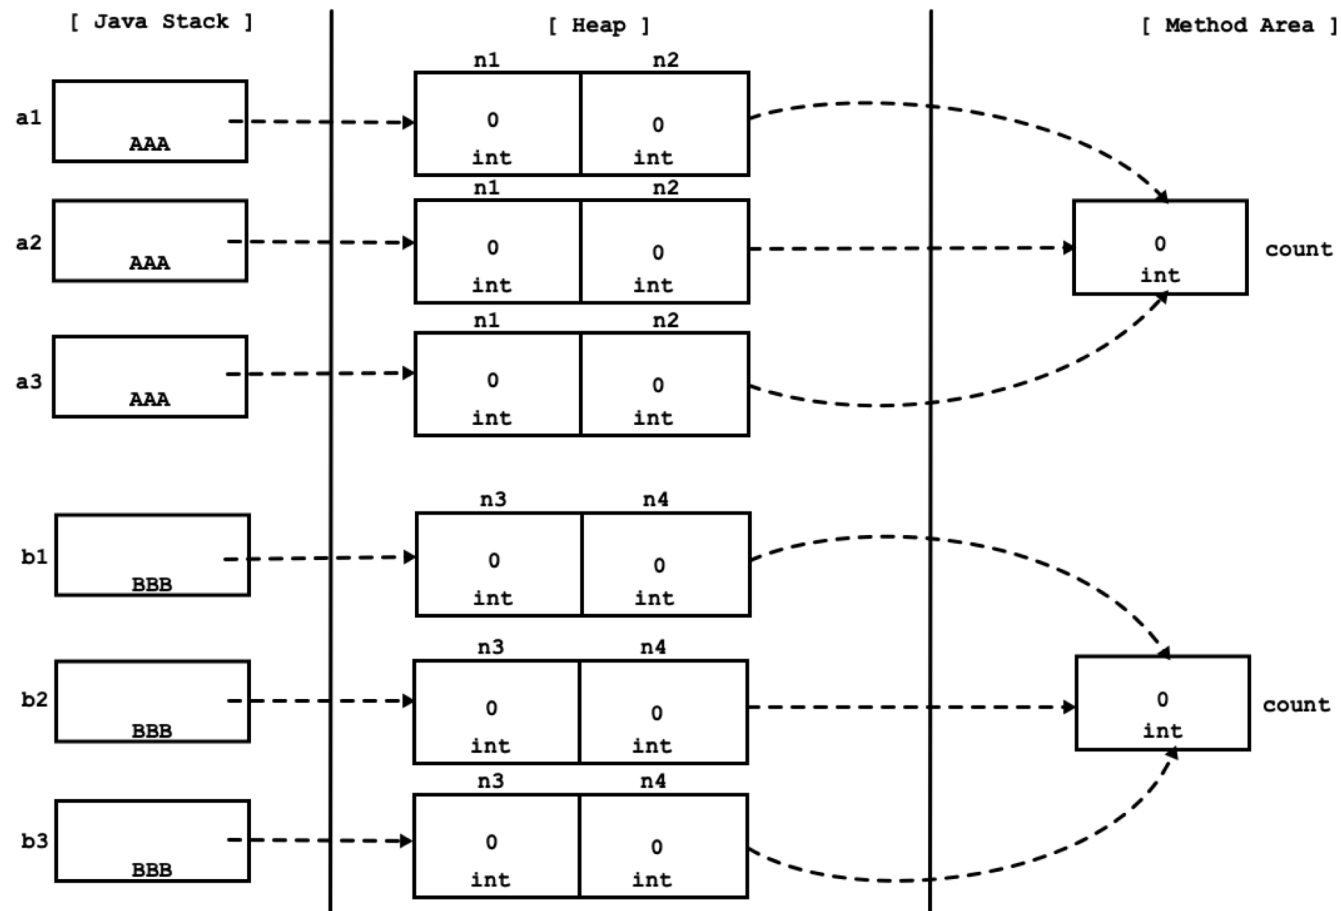 [ Java Stack ]
[ Heap ]
[ Method Area ]
n1 n2
a1
AAA
0 0
int int
n1 n2
a2
AAA
0 0
int int
0
int
count
n1 n2
a3
AAA
0 0
int int
n3 n4
b1
BBB
0 0
int int
n3 n4
b2
BBB
0 0
int int
0
int
count
n3 n4
b3
BBB
0 0
int int